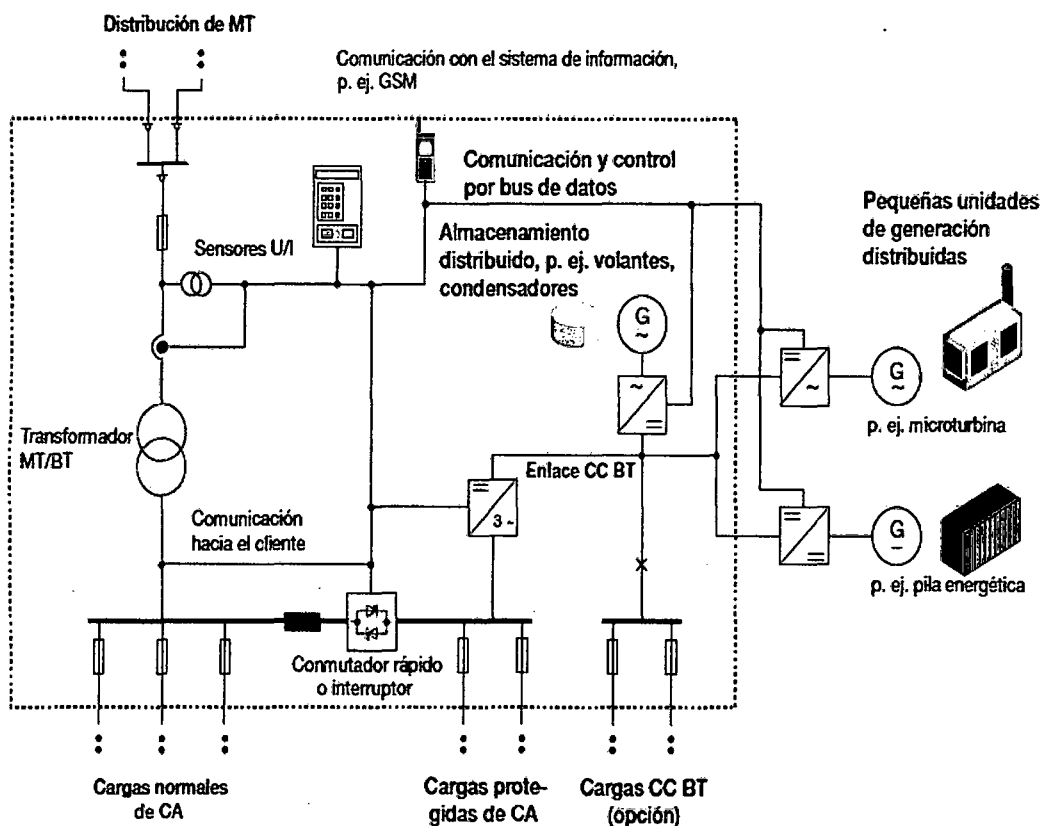 Distribución de MT
Comunicación con el sistema de información,
p. ej. GSM
Comunicación y control
por bus de datos
Pequeñas unidades
de generación
distribuidas
Sensores U/I
Almacenamiento
distribuido, p. ej. volantes,
condensadores
G
~
~
=
=
~
G
~
p. ej. microturbina
Transformador
MT/BT
Enlace CC BT
=
3 ~
Comunicación
hacia el cliente
=
=
G
–
p. ej. pila energética
Conmutador rápido
o interruptor
Cargas normales
de CA
Cargas prote-
gidas de CA
Cargas CC BT
(opción)